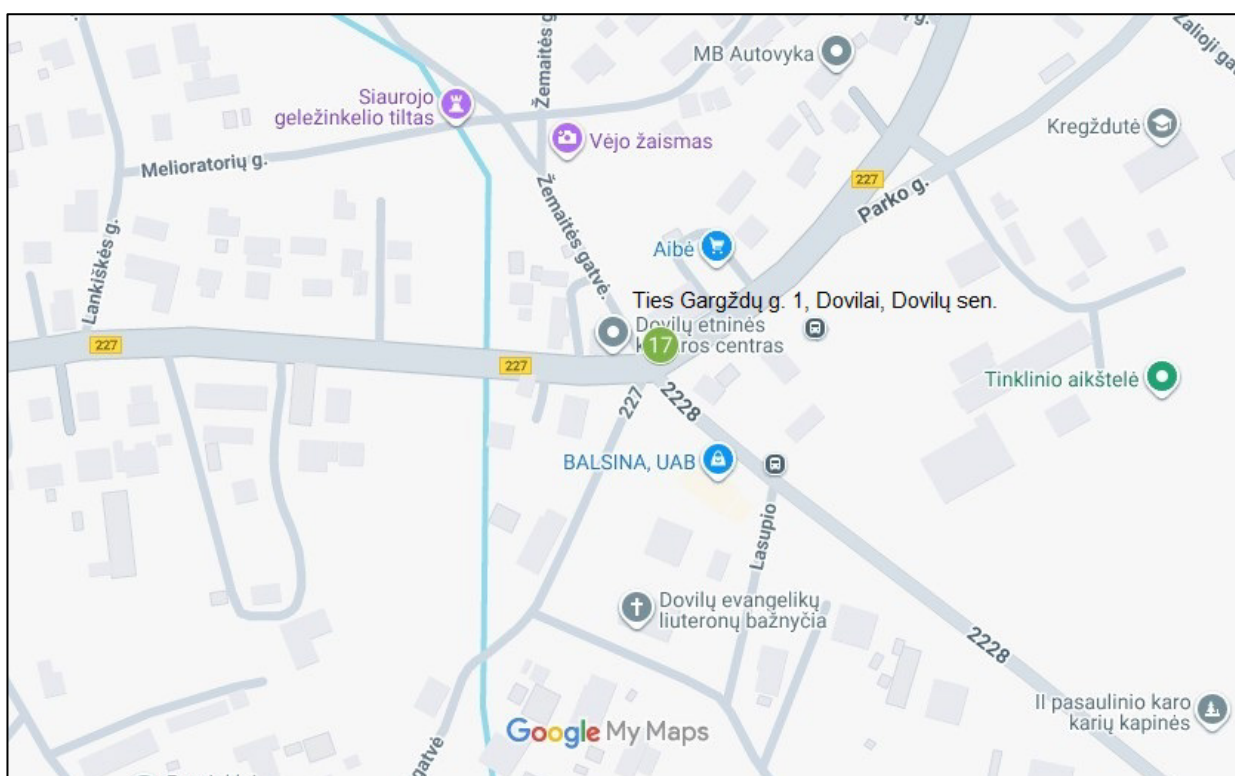 Žemaitės g
ų g.
Žalioji gat
MB Autovyka
Siaurojo
geležinkelio tiltas
Kregždutė
Vėjo žaismas
Melioratorių g.
227
Parko g.
Žemaitės gatvė.
Lankiškės g.
Aibė
Ties Gargždų g. 1, Dovilai, Dovilų sen.
Dovilų etninės
k ros centras
17
227
227
Tinklinio aikštelė
227
2228
BALSINA, UAB
Lasupio
Dovilų evangelikų
liuteronų bažnyčia
2228
II pasaulinio karo
karių kapinės
Google My Maps
gatvė